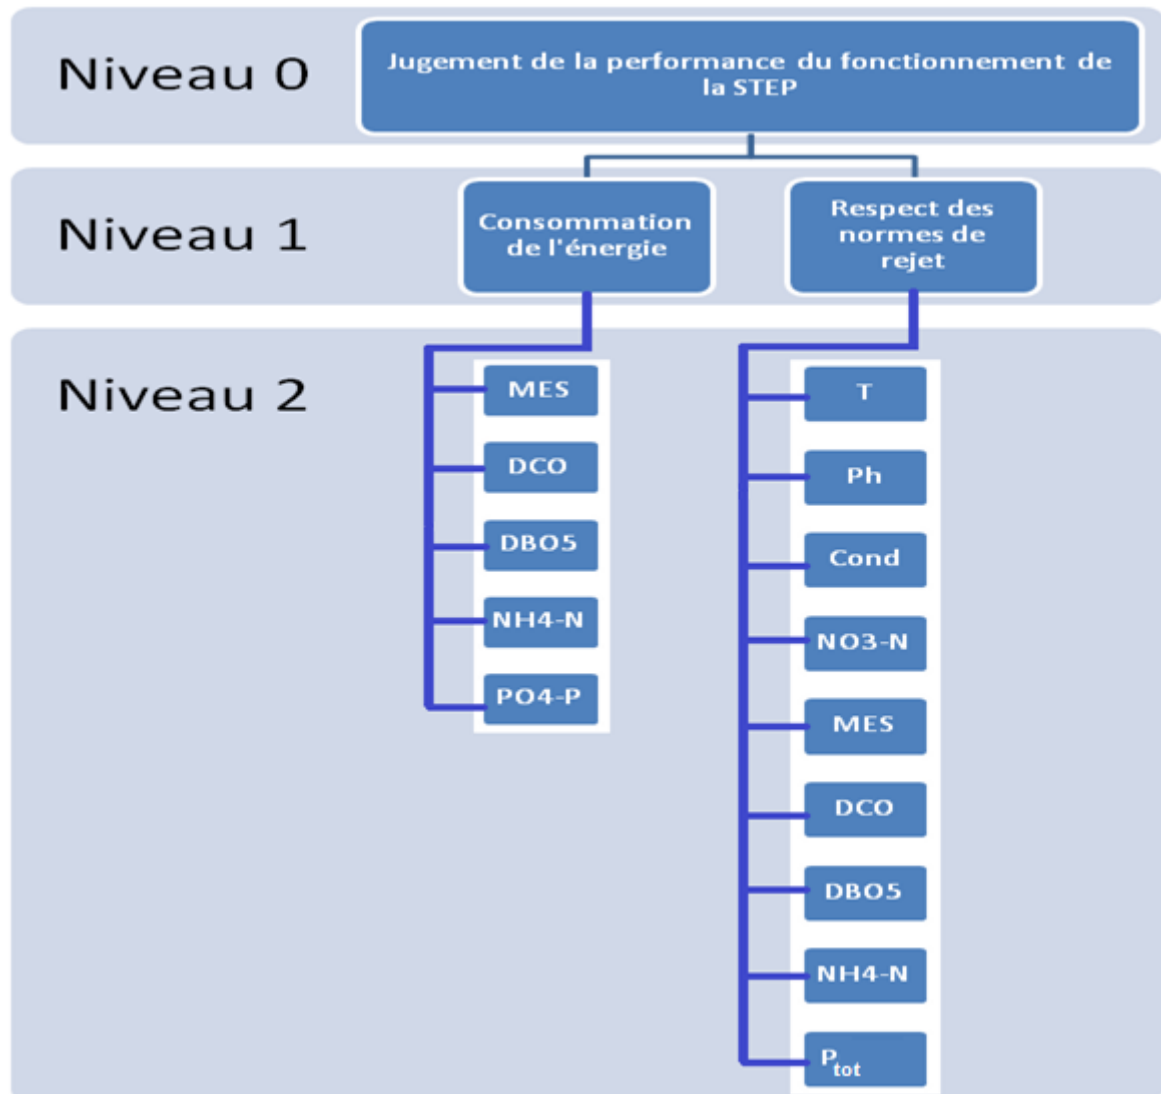 Niveau 0
Jugement de la performance du fonctionnement de
la STEP
Niveau 1
Consommation
de l'énergie
Respect des
normes de
rejet
Niveau 2
MES
DCO
DBO5
NH4-N
PO4-P
T
Ph
Cond
NO3-N
MES
DCO
DBO5
NH4-N
Ptot